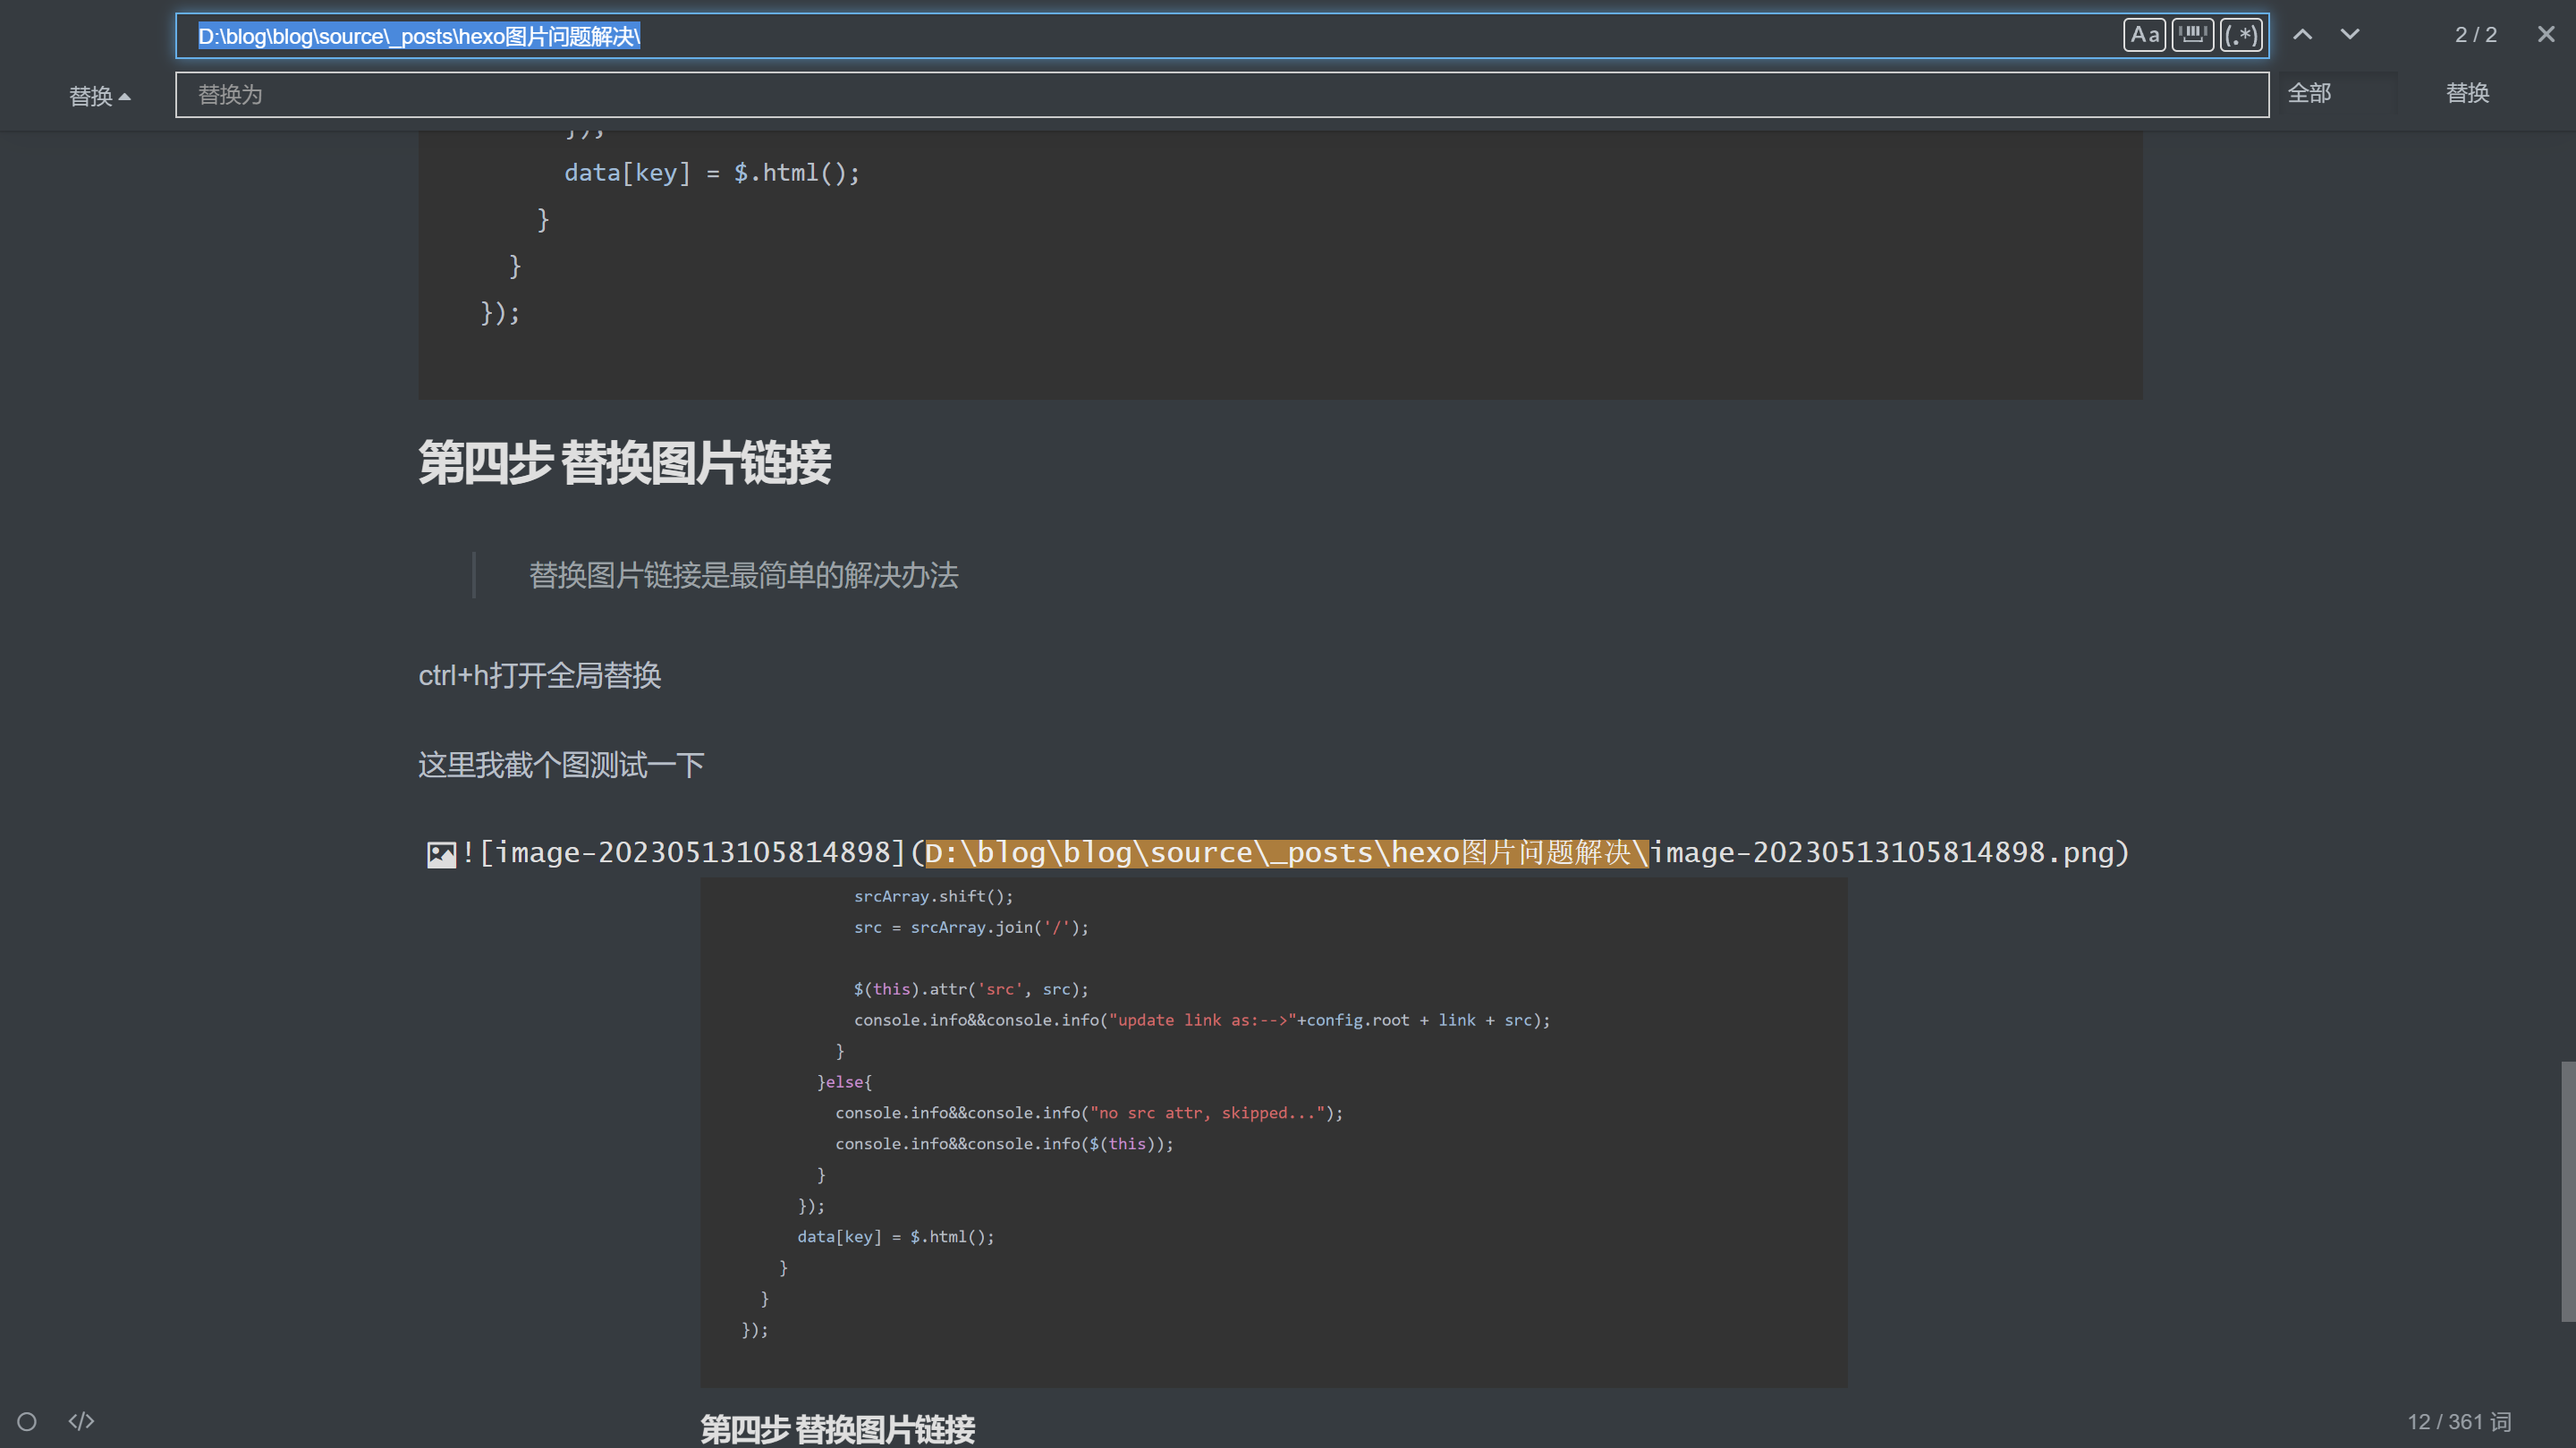 D:\blog\blog\source\_posts\hexo图片问题解决\
Aa
(.*)
2 / 2
替换
替换为
全部
替换
});
data[key] = $.html();
}
}
});
第四步 替换图片链接
替换图片链接是最简单的解决办法
ctrl+h打开全局替换
这里我截个图测试一下
![image-20230513105814898](D:\blog\blog\source\_posts\hexo图片问题解决\image-20230513105814898.png)
srcArray.shift();
src = srcArray.join('/');
$(this).attr('src', src);
console.info&&console.info("update link as:-->"+config.root + link + src);
}
}else{
console.info&&console.info("no src attr, skipped...");
console.info&&console.info($(this));
}
});
data[key] = $.html();
}
}
});
第四步 替换图片链接
</>
12 / 361 词